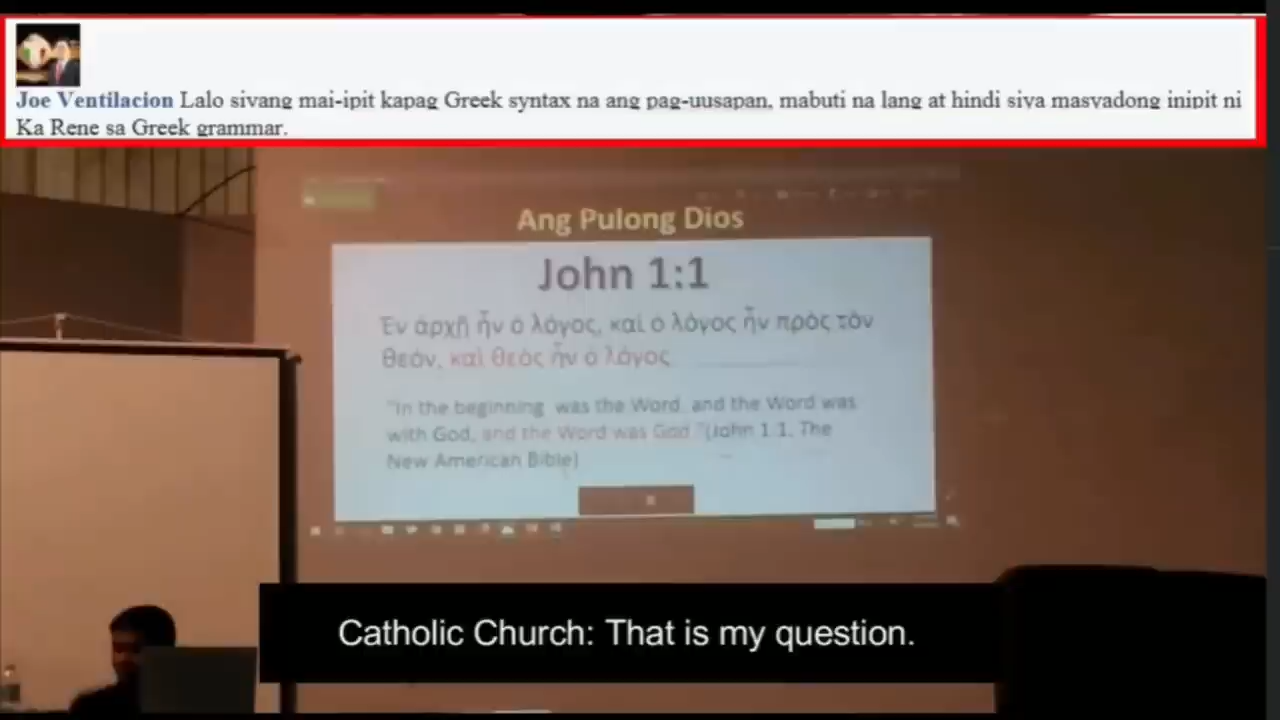 Joe Ventilacion Lalo siyang mai-ipit kapag Greek syntax na ang pag-uusapan, mabuti na lang at hindi siya masyadong inipit ni
Ka Rene sa Greek grammar.
Ang Pulong Dios
John 1:1
Ἐν ἀρχῇ ἦν ὁ λόγος, καὶ ὁ λόγος ἦν πρὸς τὸν
θεόν, καὶ θεὸς ἦν ὁ λόγος
"In the beginning was the Word, and the Word was
with God, and the Word was God."(John 1:1, The
New American Bible)
Catholic Church: That is my question.